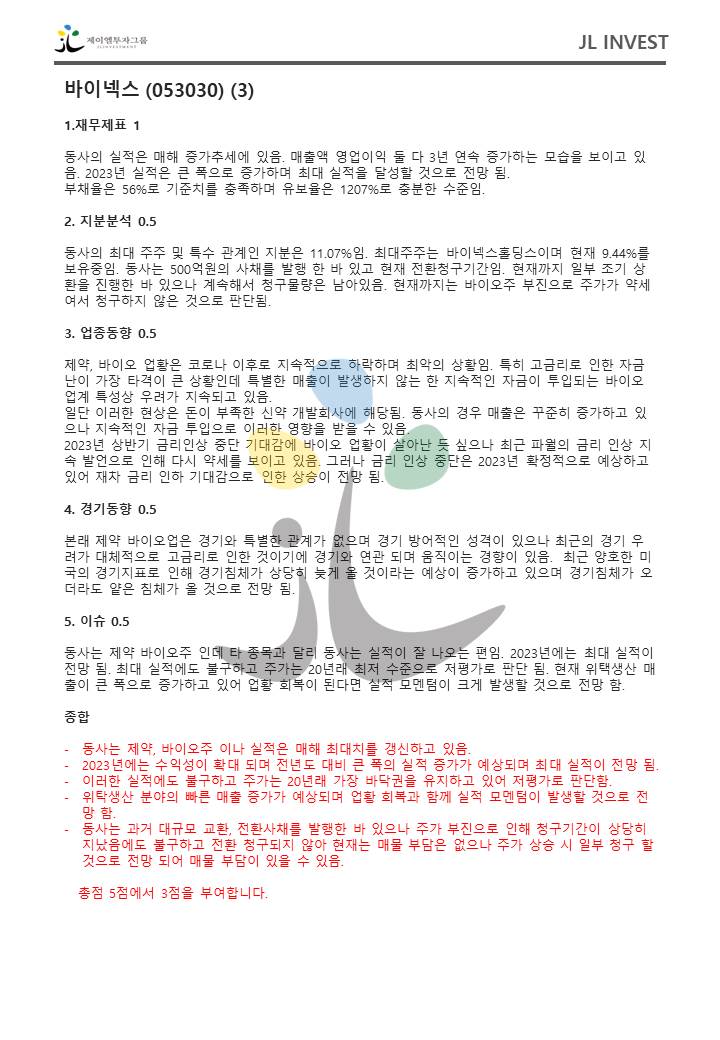 제이엘투자그룹
JL INVESTMENT
JL INVEST
바이넥스 (053030) (3)
1.재무제표 1
동사의 실적은 매해 증가추세에 있음. 매출액 영업이익 둘 다 3년 연속 증가하는 모습을 보이고 있
음. 2023년 실적은 큰 폭으로 증가하며 최대 실적을 달성할 것으로 전망 됨.
부채율은 56%로 기준치를 충족하며 유보율은 1207%로 충분한 수준임.
2. 지분분석 0.5
동사의 최대 주주 및 특수 관계인 지분은 11.07%임. 최대주주는 바이넥스홀딩스이며 현재 9.44%를
보유중임. 동사는 500억원의 사채를 발행 한 바 있고 현재 전환청구기간임. 현재까지 일부 조기 상
환을 진행한 바 있으나 계속해서 청구물량은 남아있음. 현재까지는 바이오주 부진으로 주가가 약세
여서 청구하지 않은 것으로 판단됨.
3. 업종동향 0.5
제약, 바이오 업황은 코로나 이후로 지속적으로 하락하며 최악의 상황임. 특히 고금리로 인한 자금
난이 가장 타격이 큰 상황인데 특별한 매출이 발생하지 않는 한 지속적인 자금이 투입되는 바이오
업계 특성상 우려가 지속되고 있음.
일단 이러한 현상은 돈이 부족한 신약 개발회사에 해당됨. 동사의 경우 매출은 꾸준히 증가하고 있
으나 지속적인 자금 투입으로 이러한 영향을 받을 수 있음.
2023년 상반기 금리인상 중단 기대감에 바이오 업황이 살아난 듯 싶으나 최근 파월의 금리 인상 지
속 발언으로 인해 다시 약세를 보이고 있음. 그러나 금리 인상 중단은 2023년 확정적으로 예상하고
있어 재차 금리 인하 기대감으로 인한 상승이 전망 됨.
4. 경기동향 0.5
본래 제약 바이오업은 경기와 특별한 관계가 없으며 경기 방어적인 성격이 있으나 최근의 경기 우
려가 대체적으로 고금리로 인한 것이기에 경기와 연관 되며 움직이는 경향이 있음. 최근 양호한 미
국의 경기지표로 인해 경기침체가 상당히 늦게 올 것이라는 예상이 증가하고 있으며 경기침체가 오
더라도 얕은 침체가 올 것으로 전망 됨.
5. 이슈 0.5
동사는 제약 바이오주 인데 타 종목과 달리 동사는 실적이 잘 나오는 편임. 2023년에는 최대 실적이
전망 됨. 최대 실적에도 불구하고 주가는 20년래 최저 수준으로 저평가로 판단 됨. 현재 위택생산 매
출이 큰 폭으로 증가하고 있어 업황 회복이 된다면 실적 모멘텀이 크게 발생할 것으로 전망 함.
종합
- 동사는 제약, 바이오주 이나 실적은 매해 최대치를 갱신하고 있음.
- 2023년에는 수익성이 확대 되며 전년도 대비 큰 폭의 실적 증가가 예상되며 최대 실적이 전망 됨.
- 이러한 실적에도 불구하고 주가는 20년래 가장 바닥권을 유지하고 있어 저평가로 판단함.
- 위탁생산 분야의 빠른 매출 증가가 예상되며 업황 회복과 함께 실적 모멘텀이 발생할 것으로 전
망 함.
- 동사는 과거 대규모 교환, 전환사채를 발행한 바 있으나 주가 부진으로 인해 청구기간이 상당히
지났음에도 불구하고 전환 청구되지 않아 현재는 매물 부담은 없으나 주가 상승 시 일부 청구 할
것으로 전망 되어 매물 부담이 있을 수 있음.
총점 5점에서 3점을 부여합니다.